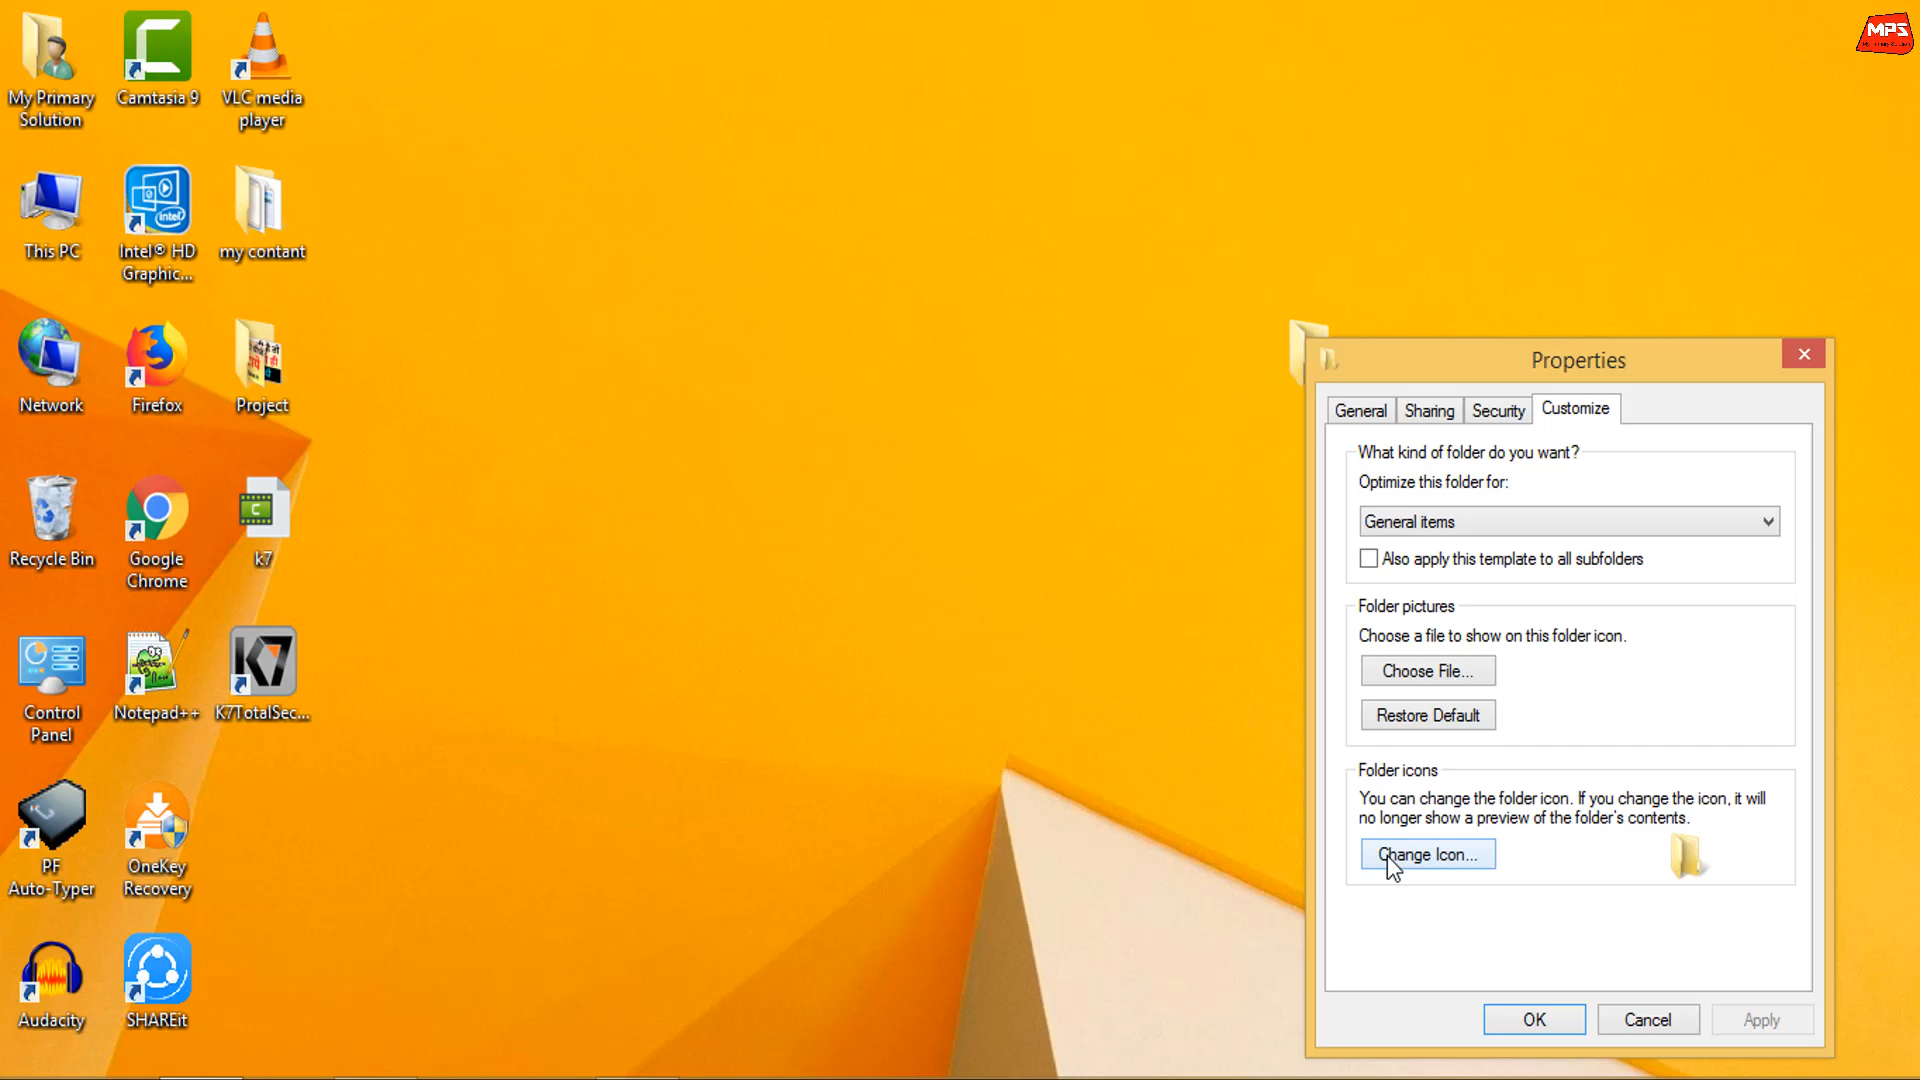 MPS
My Primary
Solution
Camtasia 9
VLC media
player
This PC
Intel® HD
Graphic...
my contant
Network
Firefox
Project
Recycle Bin
Google
Chrome
k7
Control
Panel
Notepad++
K7TotalSec...
PF
Auto-Typer
OneKey
Recovery
Audacity
SHAREit
Properties
General
Sharing
Security
Customize
What kind of folder do you want?
Optimize this folder for:
General items
Also apply this template to all subfolders
Folder pictures
Choose a file to show on this folder icon.
Choose File...
Restore Default
Folder icons
You can change the folder icon. If you change the icon, it will
no longer show a preview of the folder's contents.
Change Icon...
OK
Cancel
Apply